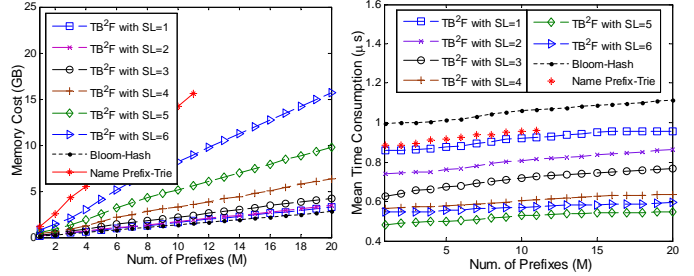 25
20
15
10
5
0
Memory Cost (GB)
TB²F with SL=1
TB²F with SL=2
TB²F with SL=3
TB²F with SL=4
TB²F with SL=5
TB²F with SL=6
Bloom-Hash
Name Prefix-Trie
2 4 6 8 10 12 14 16 18 20
Num. of Prefixes (M)
1.6
1.4
1.2
1
0.8
0.6
0.4
Mean Time Consumption (μ s)
TB²F with SL=1
TB²F with SL=2
TB²F with SL=3
TB²F with SL=4
TB²F with SL=5
TB²F with SL=6
Bloom-Hash
Name Prefix-Trie
5 10 15 20
Num. of Prefixes (M)